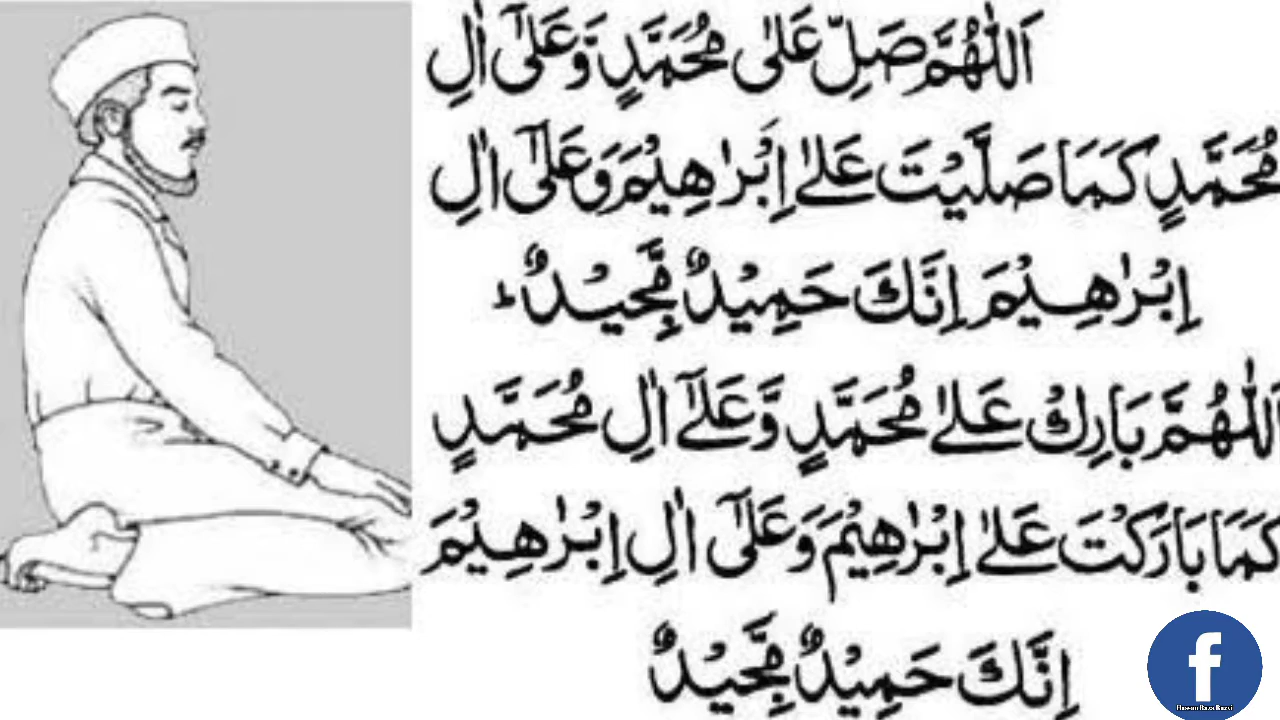 اَللّٰهُمَّ صَلِّ عَلٰى مُحَمَّدٍ وَّعَلٰٓى اٰلِ
مُحَمَّدٍ كَمَا صَلَّيْتَ عَلٰى اِبْرٰهِيْمَ وَعَلٰٓى اٰلِ
اِبْرٰهِيْمَ اِنَّكَ حَمِيْدٌ مَّجِيْدٌ ؕ
اَللّٰهُمَّ بَارِكْ عَلٰى مُحَمَّدٍ وَّعَلٰٓى اٰلِ مُحَمَّدٍ
كَمَا بَارَكْتَ عَلٰى اِبْرٰهِيْمَ وَعَلٰٓى اٰلِ اِبْرٰهِيْمَ
اِنَّكَ حَمِيْدٌ مَّجِيْدٌ